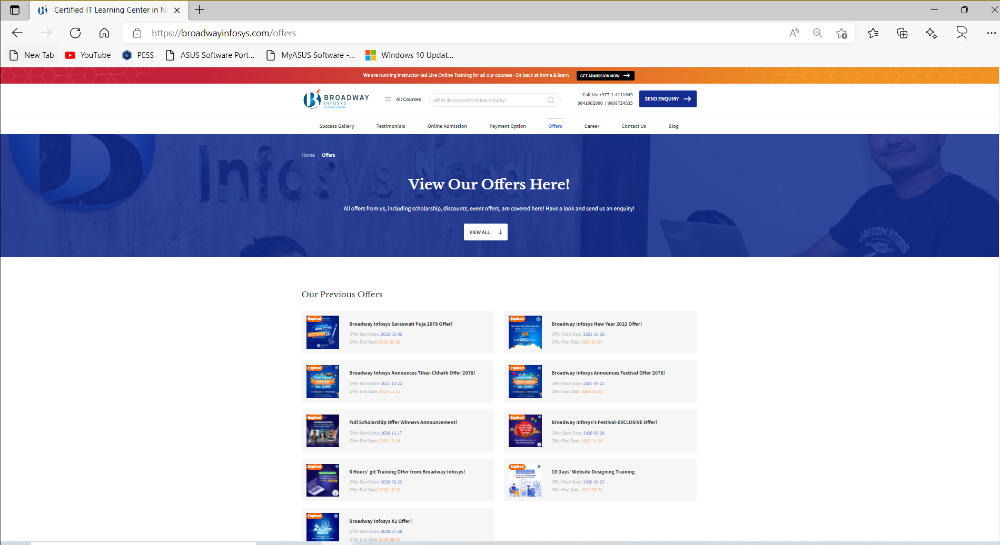 Certified IT Learning Center in Ne
https://broadwayinfosys.com/offers
New Tab
YouTube
PESS
ASUS Software Port...
MyASUS Software -...
Windows 10 Updat...
We are running instructor-led Live Online Training for all our courses - Sit back at home & learn
GET ADMISSION NOW
BROADWAY
INFOSYS
All Courses
What do you want to learn today?
Call Us: +977-1-4111849
9841002000 / 9808724535
SEND ENQUIRY
Success Gallery
Testimonials
Online Admission
Payment Option
Offers
Career
Contact Us
Blog
Infosys Nepal
Home / Offers
View Our Offers Here!
All offers from us, including scholarship, discounts, event offers, are covered here! Have a look and send us an enquiry!
VIEW ALL
CUSTOM MOTORS
1967
Our Previous Offers
Expired
Broadway Infosys Saraswati Puja 2078 Offer!
Offer Start Date: 2022-02-06
Offer End Date: 2022-02-06
Expired
Broadway Infosys New Year 2022 Offer!
Offer Start Date: 2021-12-28
Offer End Date: 2022-01-07
Expired
OFFER
Broadway Infosys Announces Tihar-Chhath Offer 2078!
Offer Start Date: 2021-10-22
Offer End Date: 2021-11-11
Expired
Broadway Infosys Announces Festival Offer 2078!
Offer Start Date: 2021-09-22
Offer End Date: 2021-10-15
Expired
CONGRATULATIONS
Full Scholarship Offer Winners Announcement!
Offer Start Date: 2020-12-17
Offer End Date: 2020-12-24
Expired
Broadway Infosys's Festival-EXCLUSIVE Offer!
Offer Start Date: 2020-09-30
Offer End Date: 2020-11-20
Expired
6 Hours' git Training Offer from Broadway Infosys!
Offer Start Date: 2020-09-22
Offer End Date: 2020-10-22
Expired
10 Days' Website Designing Training
Offer Start Date: 2020-08-23
Offer End Date: 2020-08-31
Expired
2x Offer
Broadway Infosys X2 Offer!
Offer Start Date: 2020-07-28
Offer End Date: 2020-08-10